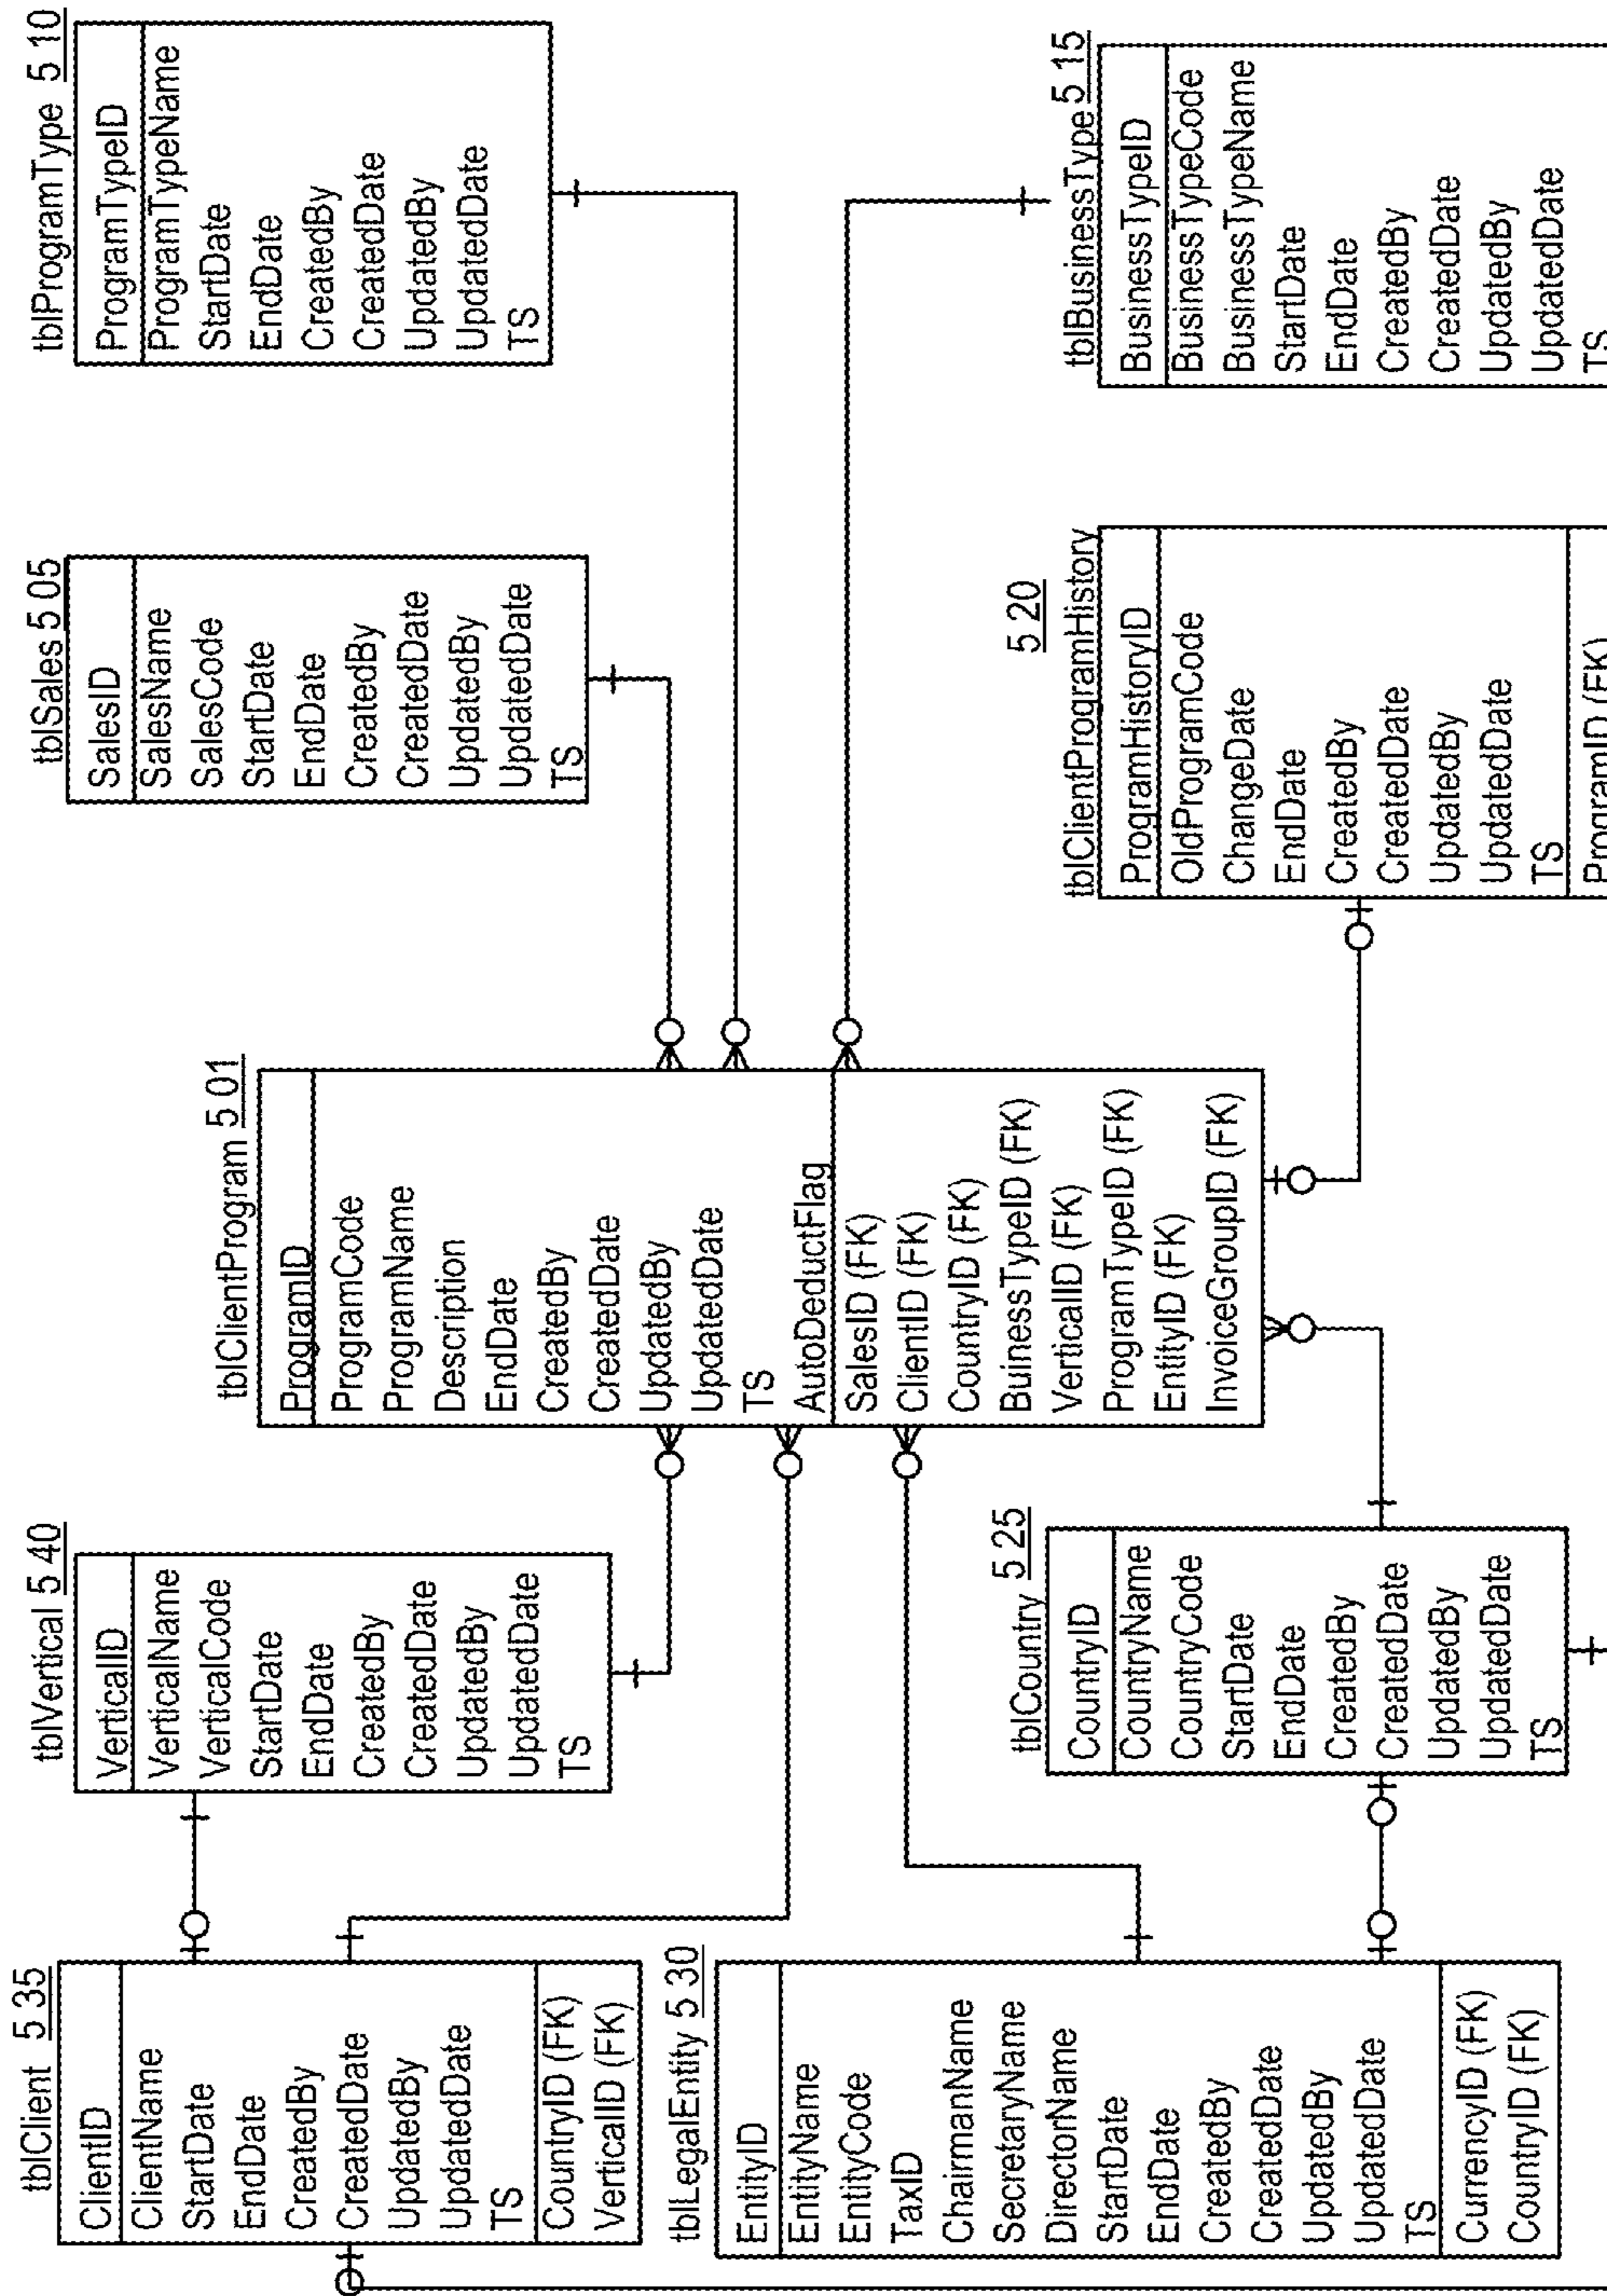 tblClient 5 35
ClientID
ClientName
StartDate
EndDate
CreatedBy
CreatedDate
UpdatedBy
UpdatedDate
TS
CountryID (FK)
VerticalID (FK)
tblVertical 5 40
VerticalID
VerticalName
VerticalCode
StartDate
EndDate
CreatedBy
CreatedDate
UpdatedBy
UpdatedDate
TS
tblSales 5 05
SalesID
SalesName
SalesCode
StartDate
EndDate
CreatedBy
CreatedDate
UpdatedBy
UpdatedDate
TS
tblProgramType 5 10
ProgramTypeID
ProgramTypeName
StartDate
EndDate
CreatedBy
CreatedDate
UpdatedBy
UpdatedDate
TS
tblClientProgram 5 01
ProgramID
ProgramCode
ProgramName
Description
EndDate
CreatedBy
CreatedDate
UpdatedBy
UpdatedDate
TS
AutoDeductFlag
SalesID (FK)
ClientID (FK)
CountryID (FK)
BuinessTypeID (FK)
VerticalID (FK)
ProgramTypeID (FK)
EntityID (FK)
InvoiceGroupID (FK)
tblLegalEntity 5 30
EntityID
EntityName
EntityCode
TaxID
ChairmanName
SecretaryName
DirectorName
StartDate
EndDate
CreatedBy
CreatedDate
UpdatedBy
UpdatedDate
TS
CurrencyID (FK)
CountryID (FK)
tblCountry 5 25
CountryID
CountryName
CountryCode
StartDate
EndDate
CreatedBy
CreatedDate
UpdatedBy
UpdatedDate
TS
5 20
tblClientProgramHistory
ProgramHistoryID
OldProgramCode
ChangeDate
EndDate
CreatedBy
CreatedDate
UpdatedBy
UpdatedDate
TS
ProgramID (FK)
tblBusinessType 5 15
BusinessTypeID
BusinessTypeCode
BusinessTypeName
StartDate
EndDate
CreatedBy
CreatedDate
UpdatedBy
UpdatedDate
TS